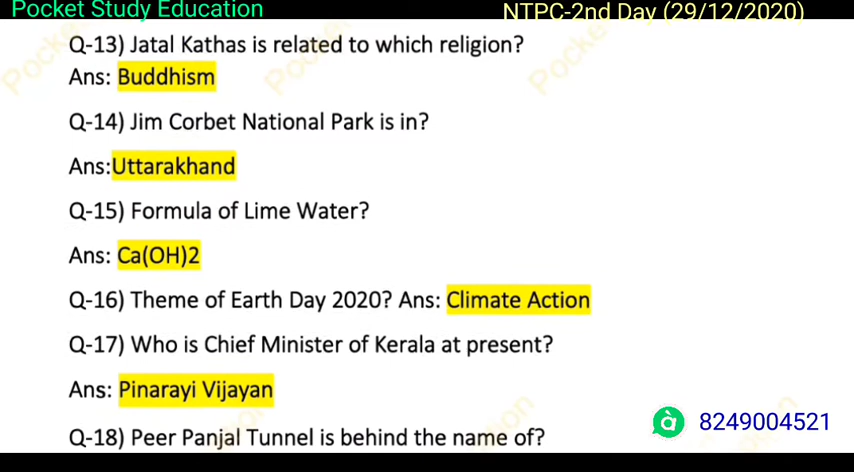 Pocket Study Education
NTPC-2nd Day (29/12/2020)
Q-13) Jatal Kathas is related to which religion?
Ans: Buddhism
Q-14) Jim Corbet National Park is in?
Ans:Uttarakhand
Q-15) Formula of Lime Water?
Ans: Ca(OH)2
Q-16) Theme of Earth Day 2020? Ans: Climate Action
Q-17) Who is Chief Minister of Kerala at present?
Ans: Pinarayi Vijayan
8249004521
Q-18) Peer Panjal Tunnel is behind the name of?